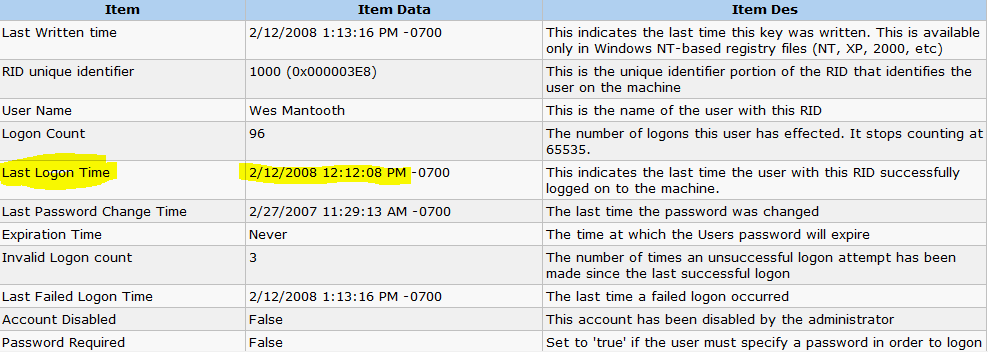 Item Item Data Item Des
Last Written time 2/12/2008 1:13:16 PM -0700 This indicates the last time this key was written. This is available
only in Windows NT-based registry files (NT, XP, 2000, etc)
RID unique identifier 1000 (0x000003E8) This is the unique identifier portion of the RID that identifies the
user on the machine
User Name Wes Mantooth This is the name of the user with this RID
Logon Count 96 The number of logons this user has effected. It stops counting at
65535.
Last Logon Time 2/12/2008 12:12:08 PM -0700 This indicates the last time the user with this RID successfully
logged on to the machine.
Last Password Change Time 2/27/2007 11:29:13 AM -0700 The last time the password was changed
Expiration Time Never The time at which the Users password will expire
Invalid Logon count 3 The number of times an unsuccessful logon attempt has been
made since the last successful logon
Last Failed Logon Time 2/12/2008 1:13:16 PM -0700 The last time a failed logon occurred
Account Disabled False This account has been disabled by the administrator
Password Required False Set to 'true' if the user must specify a password in order to logon